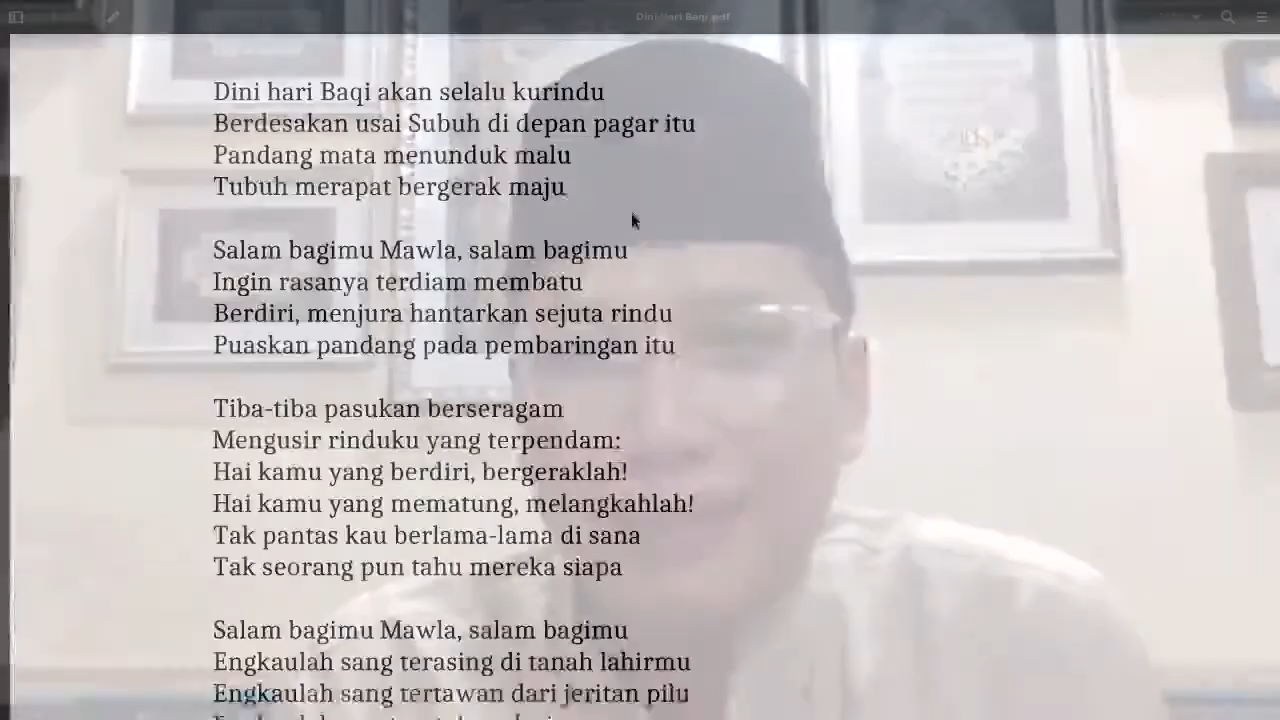 Dini Hari Baqi.pdf
Dini hari Baqi akan selalu kurindu
Berdesakan usai Subuh di depan pagar itu
Pandang mata menunduk malu
Tubuh merapat bergerak maju
Salam bagimu Mawla, salam bagimu
Ingin rasanya terdiam membatu
Berdiri, menjura hantarkan sejuta rindu
Puaskan pandang pada pembaringan itu
Tiba-tiba pasukan berseragam
Mengusir rinduku yang terpendam:
Hai kamu yang berdiri, bergeraklah!
Hai kamu yang mematung, melangkahlah!
Tak pantas kau berlama-lama di sana
Tak seorang pun tahu mereka siapa
Salam bagimu Mawla, salam bagimu
Engkaulah sang terasing di tanah lahirmu
Engkaulah sang tertawan dari jeritan pilu